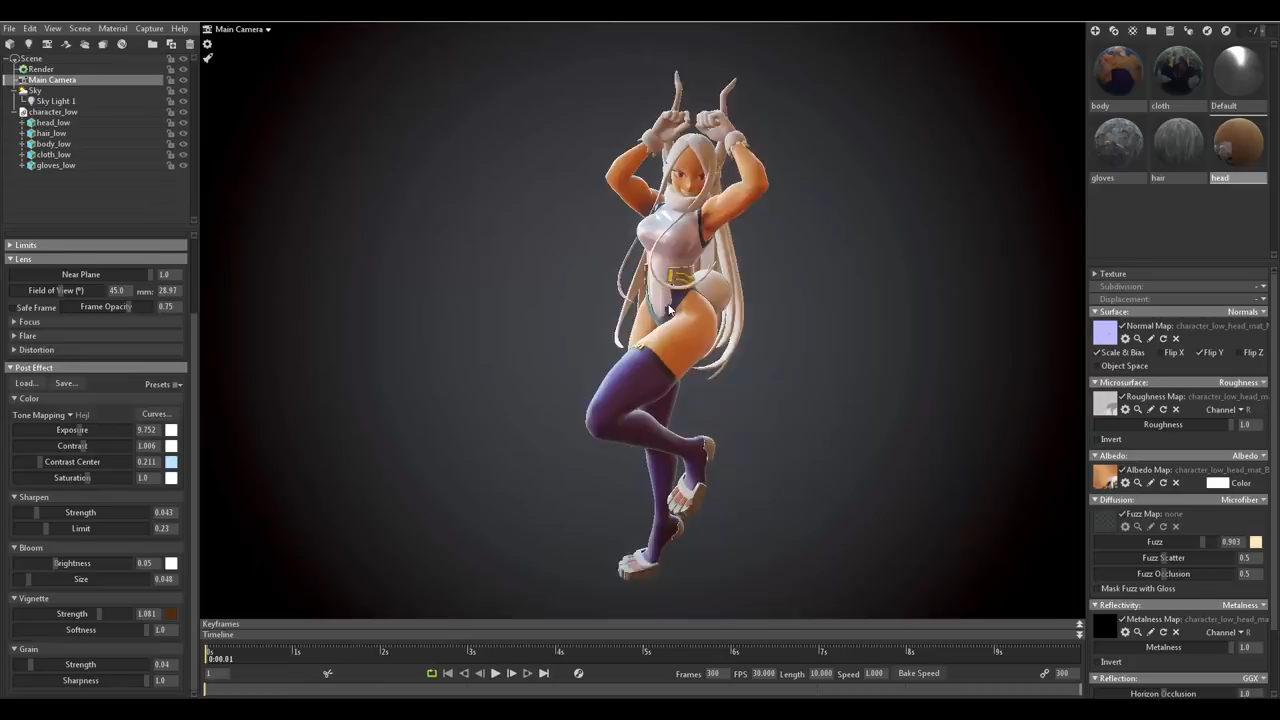 File Edit View Scene Material Capture Help
Main Camera
Scene
Render
Main Camera
Sky
Sky Light 1
character_low
head_low
hair_low
body_low
cloth_low
gloves_low
Limits
Lens
Near Plane 1.0
Field of View (°) 45.0 mm: 28.97
Safe Frame Frame Opacity 0.75
Focus
Flare
Distortion
Post Effect
Load... Save... Presets
Color
Tone Mapping Hejl Curves...
Exposure 9.752
Contrast 1.006
Contrast Center 0.211
Saturation 1.0
Sharpen
Strength 0.043
Limit 0.23
Bloom
Brightness 0.05
Size 0.048
Vignette
Strength 1.081
Softness 1.0
Grain
Strength 0.04
Sharpness 1.0
Keyframes
Timeline
0s 1s 2s 3s 4s 5s 6s 7s 8s 9s
0:00.01
1 Frames 300 FPS 30.000 Length 10.000 Speed 1.000 Bake Speed 300
body cloth Default
gloves hair head
Texture
Subdivision: -
Displacement: -
Surface: Normals
Normal Map: character_low_head_mat_N
Scale & Bias Flip X Flip Y Flip Z
Object Space
Microsurface: Roughness
Roughness Map: character_low_head_m
Channel R
Roughness 1.0
Invert
Albedo: Albedo
Albedo Map: character_low_head_mat_B
Color
Diffusion: Microfiber
Fuzz Map: none
Fuzz 0.903
Fuzz Scatter 0.5
Fuzz Occlusion 0.5
Mask Fuzz with Gloss
Reflectivity: Metalness
Metalness Map: character_low_head_ma
Channel R
Metalness 1.0
Invert
Reflection: GGX
Horizon Occlusion 1.0